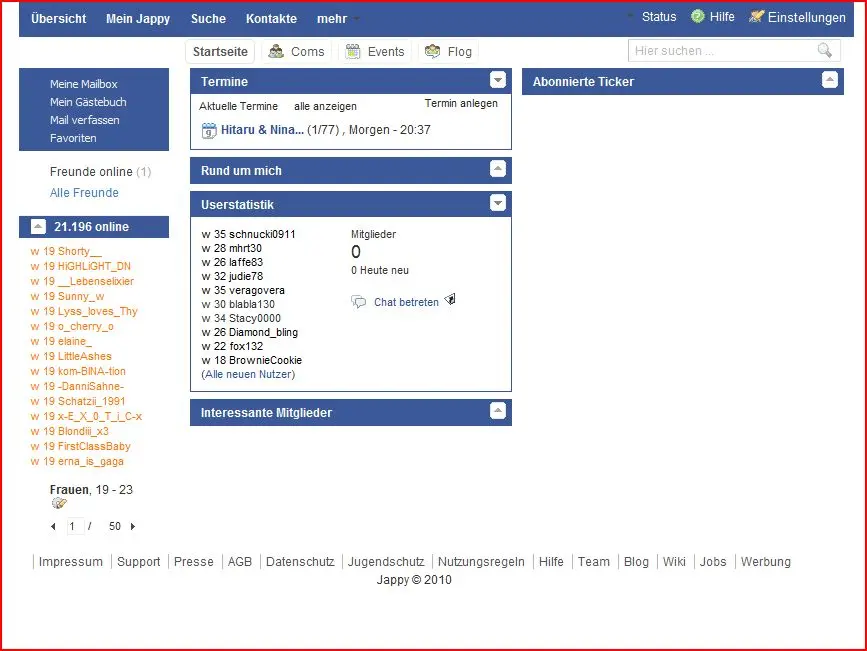 Übersicht Mein Jappy Suche Kontakte mehr Status Hilfe Einstellungen
Startseite Coms Events Flog Hier suchen ...
Meine Mailbox
Mein Gästebuch
Mail verfassen
Favoriten
Freunde online (1)
Alle Freunde
21.196 online
w 19 Shorty__
w 19 HiGHLiGHT_DN
w 19 __Lebenselixier
w 19 Sunny_w
w 19 Lyss_loves_Thy
w 19 o_cherry_o
w 19 elaine_
w 19 LittleAshes
w 19 kom-BINA-tion
w 19 -DanniSahne-
w 19 Schatzii_1991
w 19 x-E_X_0_T_i_C-x
w 19 Blondiii_x3
w 19 FirstClassBaby
w 19 erna_is_gaga
Frauen, 19 - 23
1 / 50
Termine
Aktuelle Termine alle anzeigen Termin anlegen
Hitaru & Nina... (1/77) , Morgen - 20:37
Rund um mich
Userstatistik
w 35 schnucki0911
w 28 mhrt30
w 26 laffe83
w 32 judie78
w 35 veragovera
w 30 blabla130
w 34 Stacy0000
w 26 Diamond_bling
w 22 fox132
w 18 BrownieCookie
(Alle neuen Nutzer)
Mitglieder
0
0 Heute neu
Chat betreten
Interessante Mitglieder
Abonnierte Ticker
Impressum Support Presse AGB Datenschutz Jugendschutz Nutzungsregeln Hilfe Team Blog Wiki Jobs Werbung
Jappy © 2010